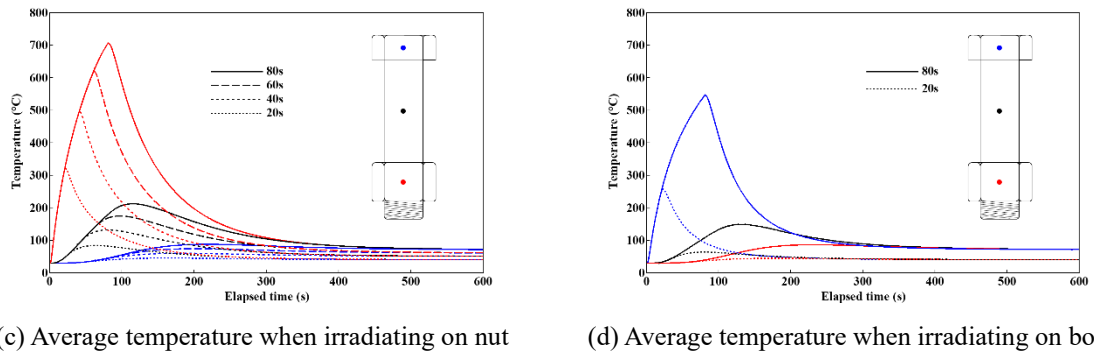 800
700
600
500
400
300
200
100
0
Temperature (°C)
80s
60s
40s
20s
0 100 200 300 400 500 600
Elapsed time (s)
800
700
600
500
400
300
200
100
0
Temperature (°C)
80s
20s
0 100 200 300 400 500 600
Elapsed time (s)
c) Average temperature when irradiating on nut
(d) Average temperature when irradiating on bo